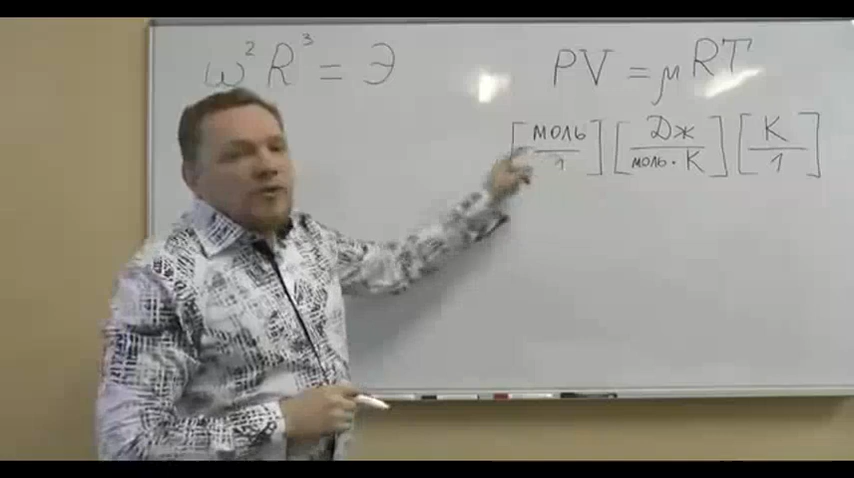 ω²R³ = Э
PV = μRT
[моль/1] [Дж/моль·К] [К/1]